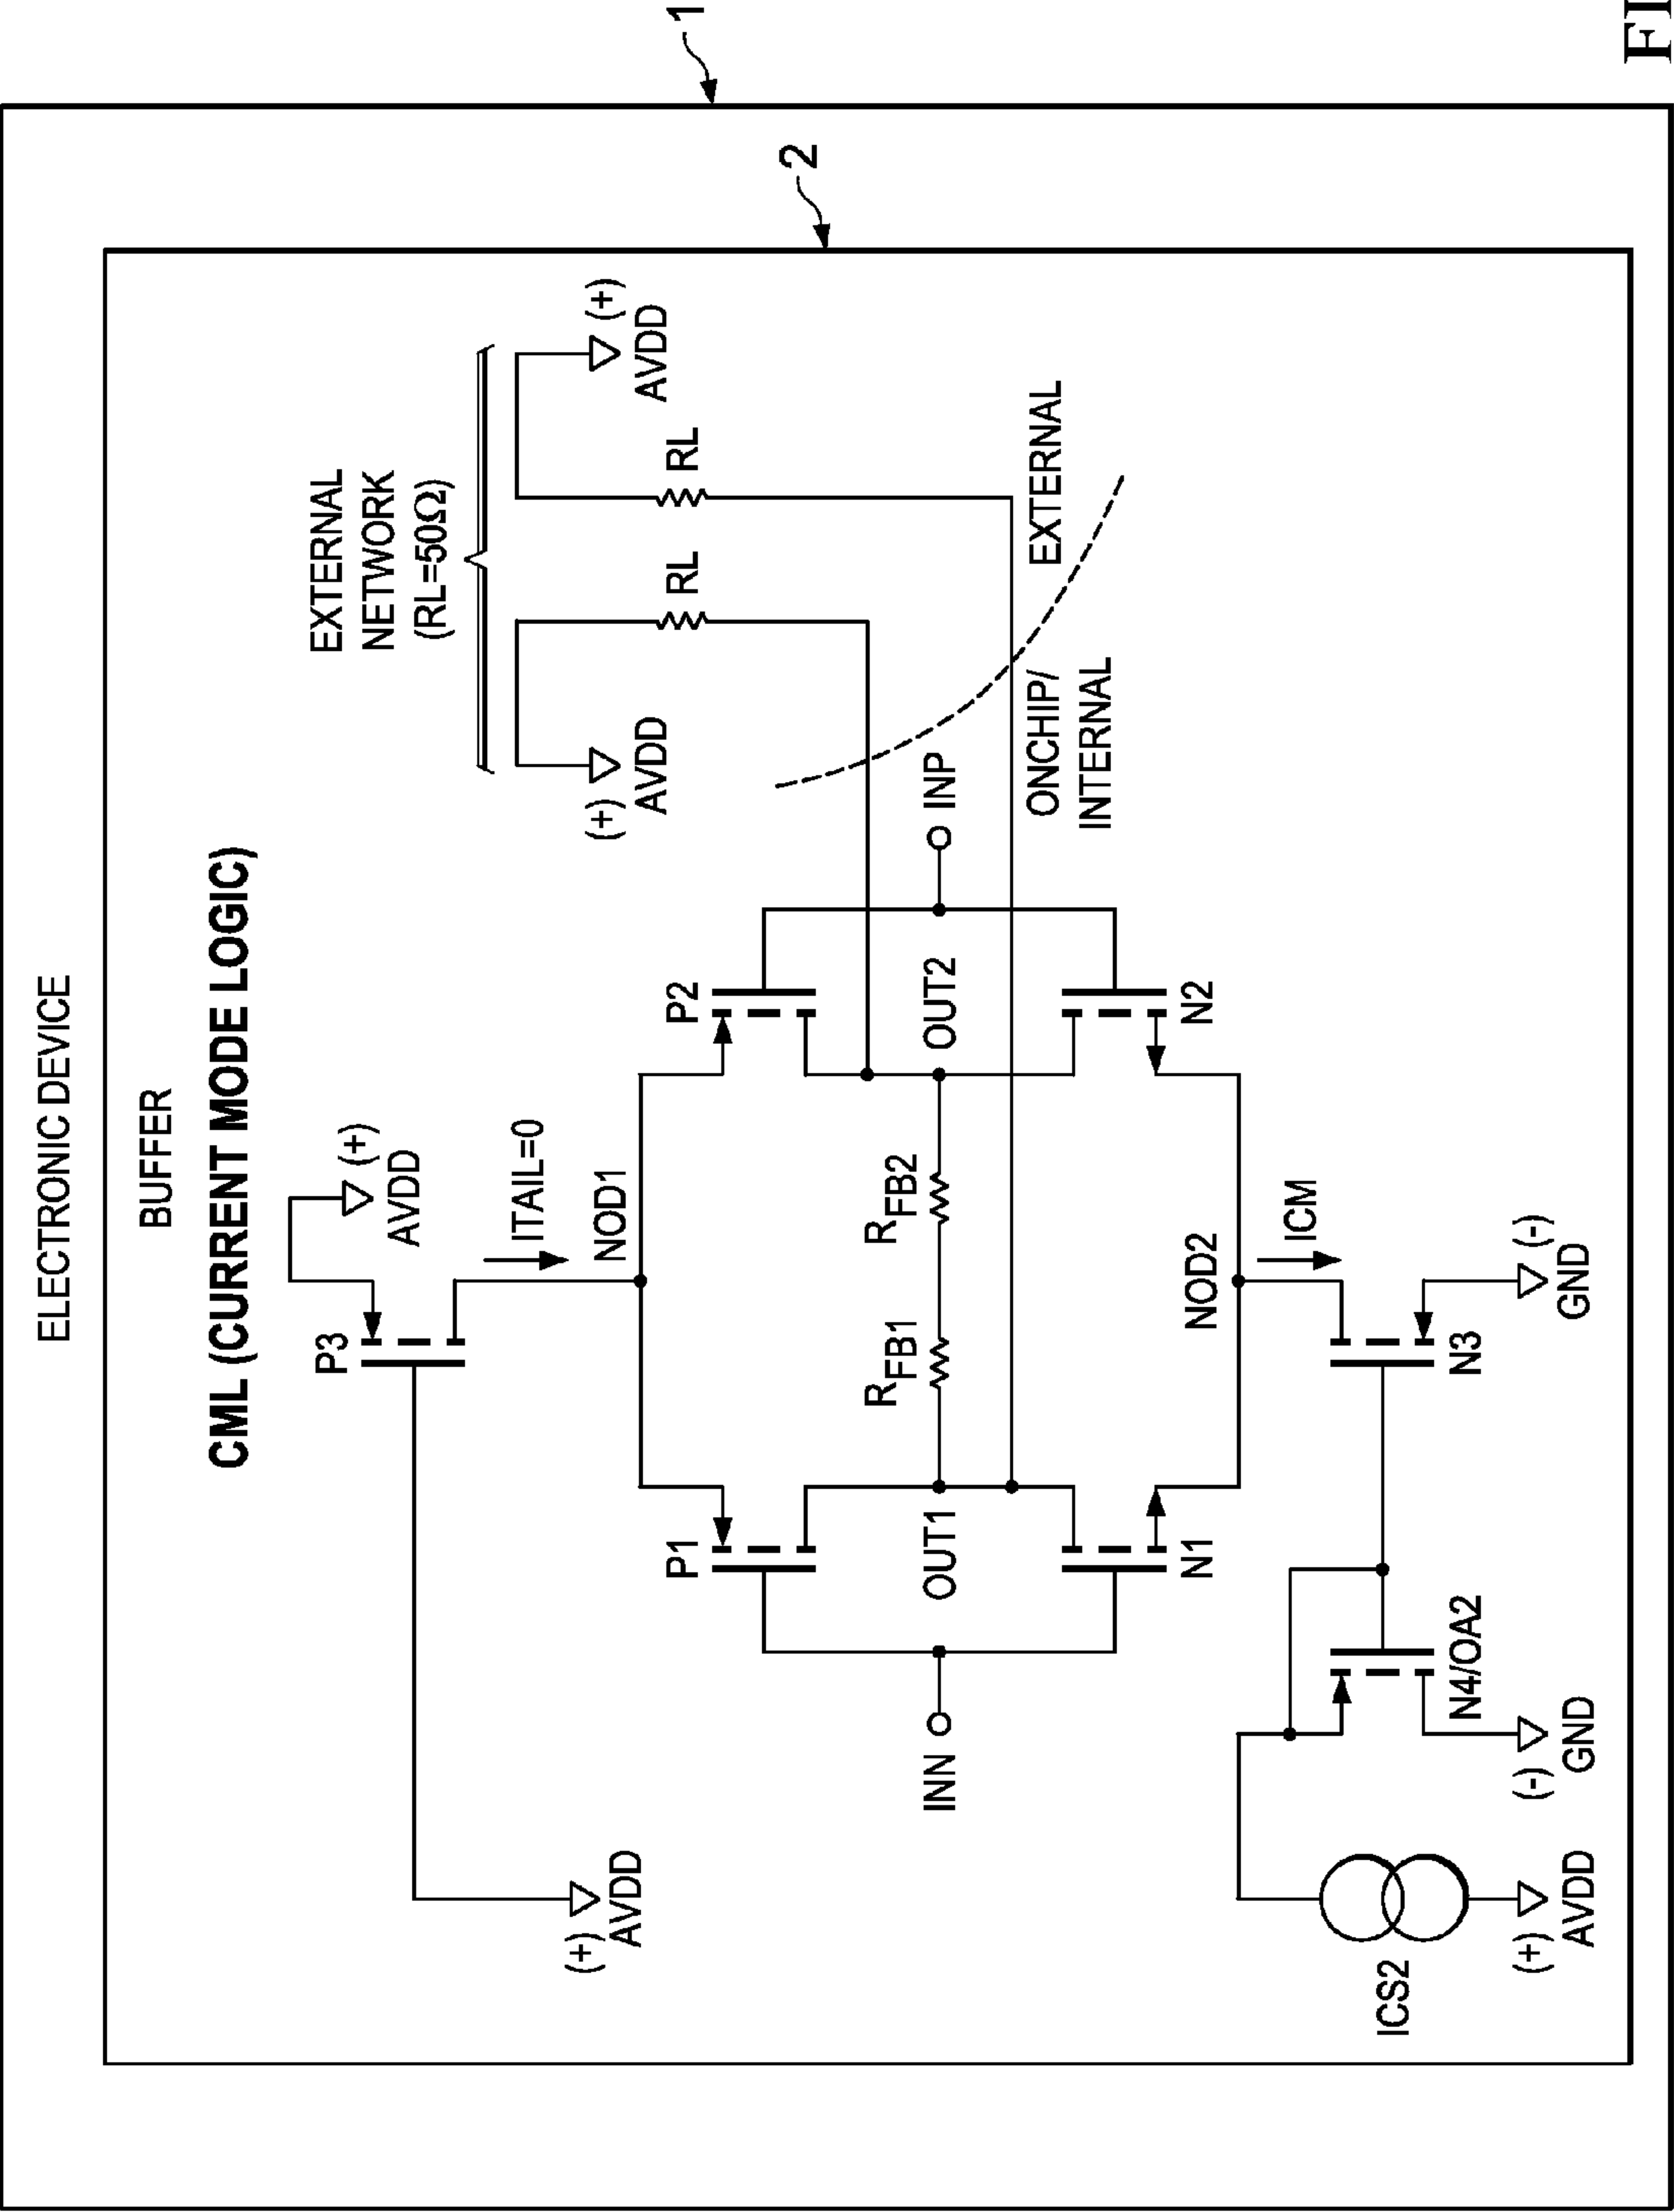 ELECTRONIC DEVICE
BUFFER
CML (CURRENT MODE LOGIC)
1
2
EXTERNAL
NETWORK
(RL=50Ω)
(+)
AVDD
(+)
AVDD
RL
RL
(+)
AVDD
P3
(+)
AVDD
ITAIL=0
NOD1
P1
P2
INN
OUT1
RFB1
RFB2
OUT2
INP
ONCHIP/
INTERNAL
EXTERNAL
N1
N2
NOD2
ICM
ICS2
(+)
AVDD
N4/OA2
(-)
GND
N3
(-)
GND
FI